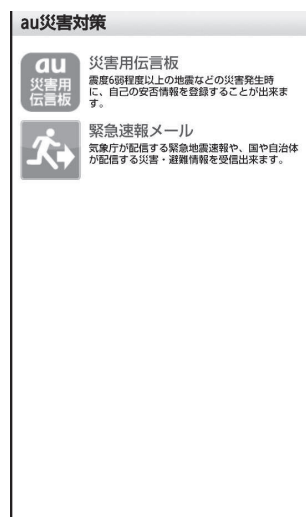 au災害対策
au
災害用
伝言板
災害用伝言板
震度6弱程度以上の地震などの災害発生時
に、自己の安否情報を登録することが出来ま
す。
緊急速報メール
気象庁が配信する緊急地震速報や、国や自治体
が配信する災害・避難情報を受信出来ます。